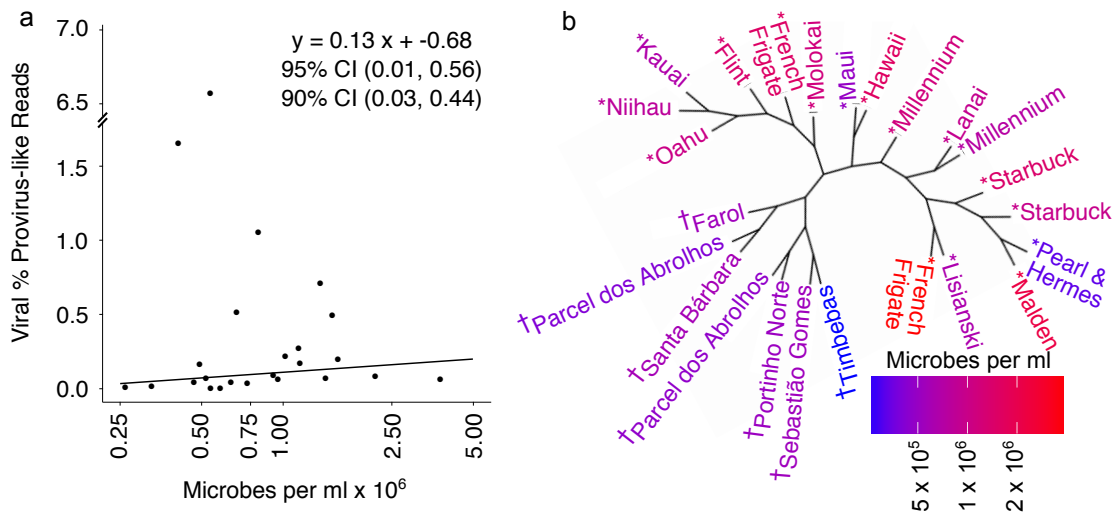 a
7.0
6.5
1.5
1.0
0.5
0.0
Viral % Provirus-like Reads
y = 0.13 x + -0.68
95% CI (0.01, 0.56)
90% CI (0.03, 0.44)
0.25
0.50
0.75
1.00
2.50
5.00
Microbes per ml x 10⁶
b
*Kauai
*Niihau
*Oahu
*Flint
*French
Frigate
*Molokai
*Maui
*Hawaii
*Millennium
*Lanai
*Millennium
*Starbuck
*Starbuck
*Pearl &
Hermes
*Malden
*Lisianski
*French
Frigate
†Farol
†Parcel dos Abrolhos
†Santa Bárbara
†Parcel dos Abrolhos
†Portinho Norte
†Sebastião Gomes
†Timbebas
Microbes per ml
5 x 10⁵
1 x 10⁶
2 x 10⁶